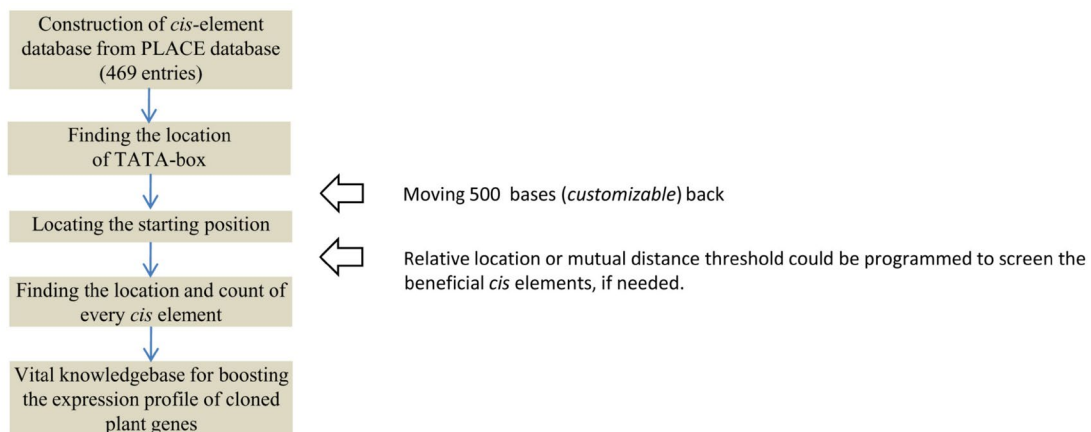 Construction of cis-element
database from PLACE database
(469 entries)
Finding the location
of TATA-box
Moving 500 bases (customizable) back
Locating the starting position
Relative location or mutual distance threshold could be programmed to screen the
beneficial cis elements, if needed.
Finding the location and count of
every cis element
Vital knowledgebase for boosting
the expression profile of cloned
plant genes